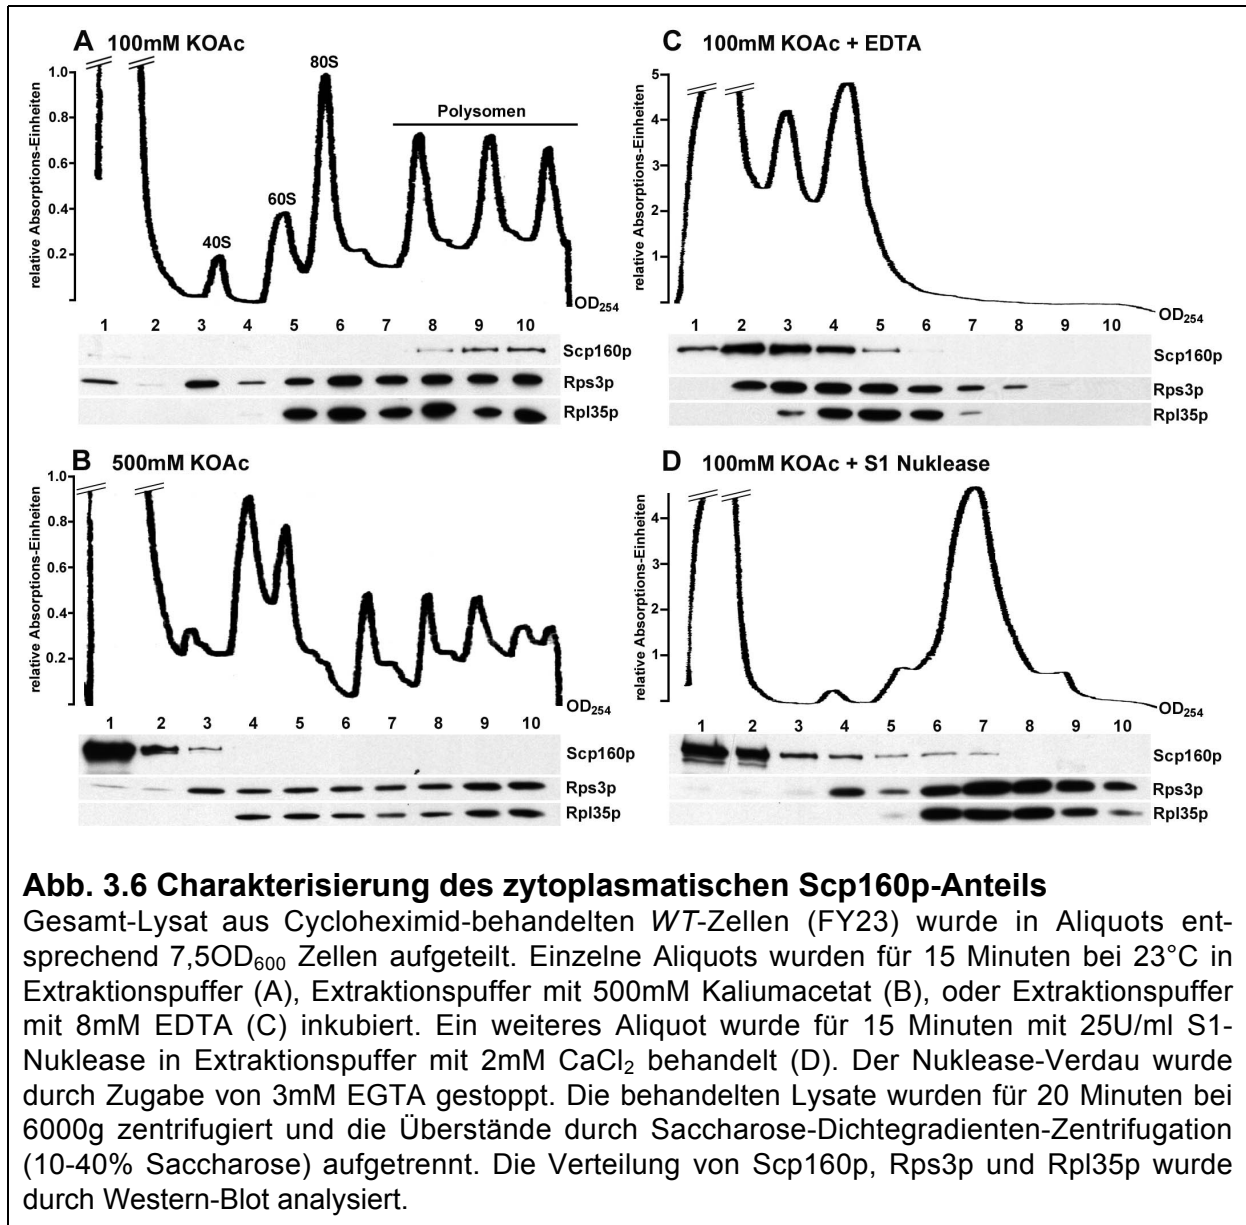 A 100mM KOAc
relative Absorptions-Einheiten
1.0
0.8
0.6
0.4
0.2
40S
60S
80S
Polysomen
OD254
1 2 3 4 5 6 7 8 9 10
Scp160p
Rps3p
Rpl35p
B 500mM KOAc
relative Absorptions-Einheiten
1.0
0.8
0.6
0.4
0.2
OD254
1 2 3 4 5 6 7 8 9 10
Scp160p
Rps3p
Rpl35p
C 100mM KOAc + EDTA
relative Absorptions-Einheiten
5
4
3
2
1
OD254
1 2 3 4 5 6 7 8 9 10
Scp160p
Rps3p
Rpl35p
D 100mM KOAc + S1 Nuklease
relative Absorptions-Einheiten
4
3
2
1
OD254
1 2 3 4 5 6 7 8 9 10
Scp160p
Rps3p
Rpl35p
Abb. 3.6 Charakterisierung des zytoplasmatischen Scp160p-Anteils
Gesamt-Lysat aus Cycloheximid-behandelten WT-Zellen (FY23) wurde in Aliquots ent-
sprechend 7,5OD600 Zellen aufgeteilt. Einzelne Aliquots wurden für 15 Minuten bei 23°C in
Extraktionspuffer (A), Extraktionspuffer mit 500mM Kaliumacetat (B), oder Extraktionspuffer
mit 8mM EDTA (C) inkubiert. Ein weiteres Aliquot wurde für 15 Minuten mit 25U/ml S1-
Nuklease in Extraktionspuffer mit 2mM CaCl2 behandelt (D). Der Nuklease-Verdau wurde
durch Zugabe von 3mM EGTA gestoppt. Die behandelten Lysate wurden für 20 Minuten bei
6000g zentrifugiert und die Überstände durch Saccharose-Dichtegradienten-Zentrifugation
(10-40% Saccharose) aufgetrennt. Die Verteilung von Scp160p, Rps3p und Rpl35p wurde
durch Western-Blot analysiert.